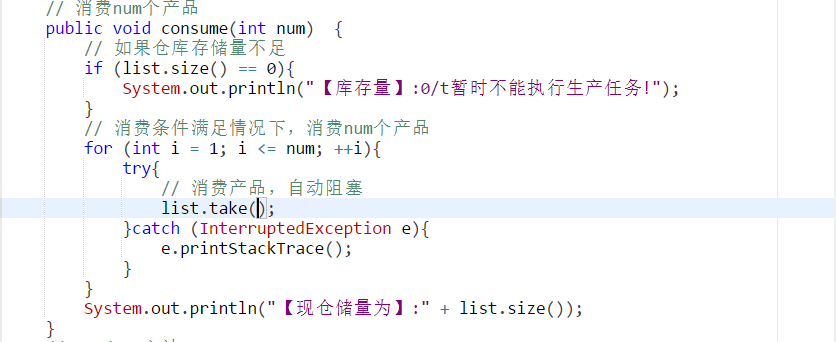 // 消费num个产品
public void consume(int num)  {
// 如果仓库存储量不足
if (list.size() == 0){
System.out.println("【库存量】:0/t暂时不能执行生产任务!");
}
// 消费条件满足情况下，消费num个产品
for (int i = 1; i <= num; ++i){
try{
// 消费产品，自动阻塞
list.take();
}catch (InterruptedException e){
e.printStackTrace();
}
}
System.out.println("【现仓储量为】:" + list.size());
}